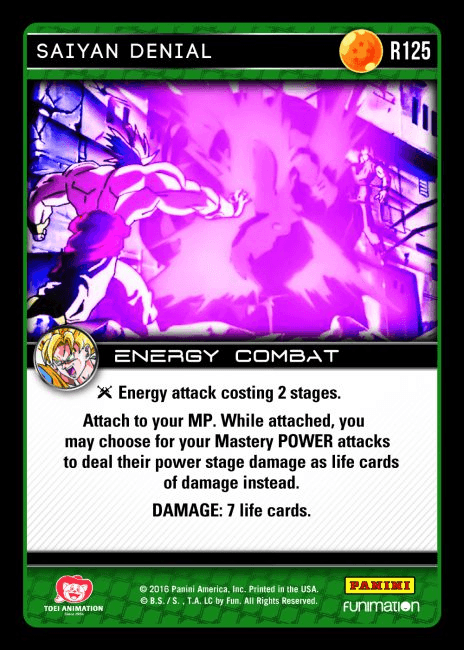 SAIYAN DENIAL
R125
ENERGY COMBAT
Energy attack costing 2 stages.
Attach to your MP. While attached, you
may choose for your Mastery POWER attacks
to deal their power stage damage as life cards
of damage instead.
DAMAGE: 7 life cards.
TOEI ANIMATION
Since 1956
© 2016 Panini America, Inc. Printed in the USA.
© B.S. / S. , T.A. LC by Fun. All Rights Reserved.
PANINI
FUNIMATION